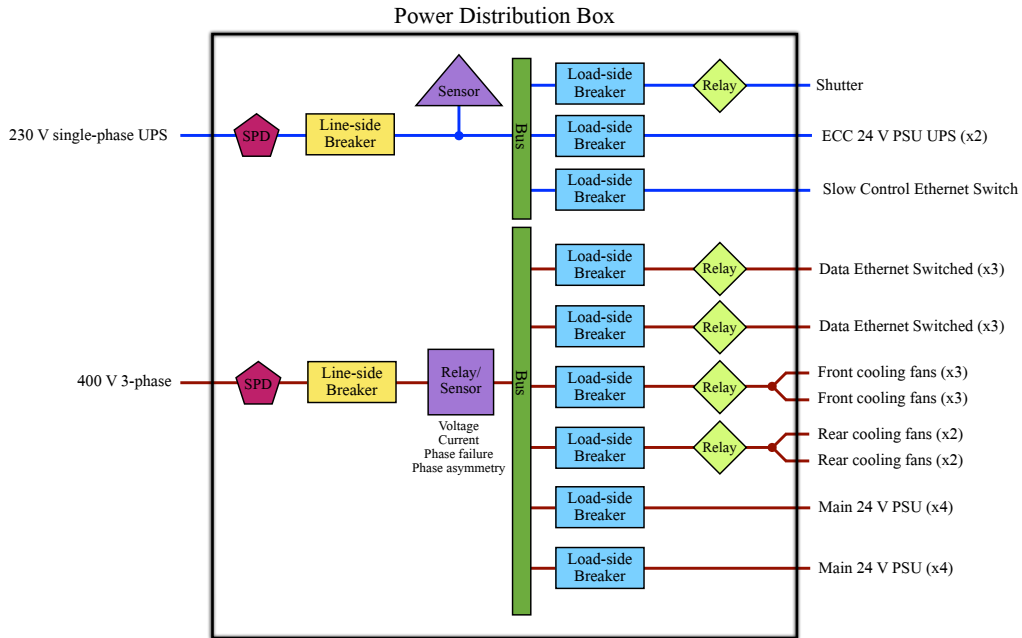 Power Distribution Box
230 V single-phase UPS
SPD
Line-side
Breaker
Sensor
Bus
Load-side
Breaker
Relay
Shutter
Load-side
Breaker
ECC 24 V PSU UPS (x2)
Load-side
Breaker
Slow Control Ethernet Switch
400 V 3-phase
SPD
Line-side
Breaker
Relay/
Sensor
Voltage
Current
Phase failure
Phase asymmetry
Bus
Load-side
Breaker
Relay
Data Ethernet Switched (x3)
Load-side
Breaker
Relay
Data Ethernet Switched (x3)
Load-side
Breaker
Relay
Front cooling fans (x3)
Front cooling fans (x3)
Load-side
Breaker
Relay
Rear cooling fans (x2)
Rear cooling fans (x2)
Load-side
Breaker
Main 24 V PSU (x4)
Load-side
Breaker
Main 24 V PSU (x4)